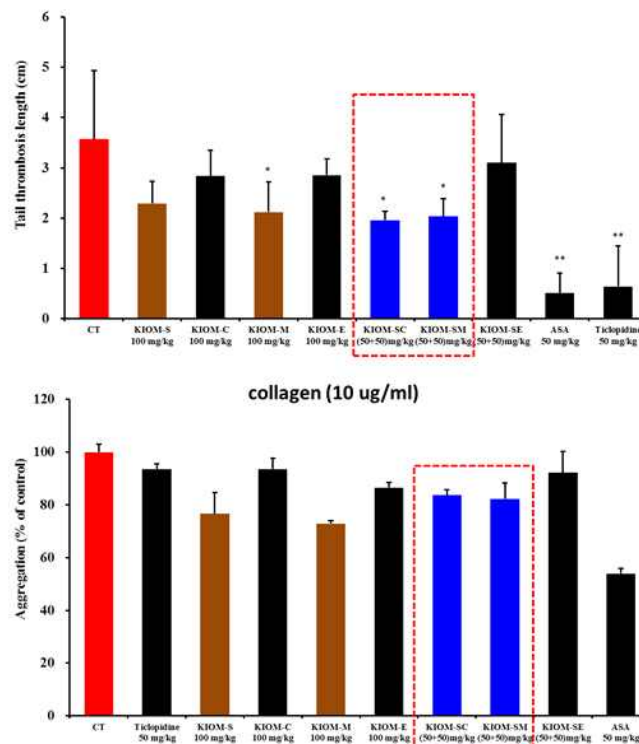 Tail thrombosis length (cm)
6
5
4
3
2
1
0
*
*
*
**
**
CT
KIOM-S
100 mg/kg
KIOM-C
100 mg/kg
KIOM-M
100 mg/kg
KIOM-E
100 mg/kg
KIOM-SC
(50+50)mg/kg
KIOM-SM
(50+50)mg/kg
KIOM-SE
(50+50)mg/kg
ASA
50 mg/kg
Ticlopidine
50 mg/kg
collagen (10 ug/ml)
Aggregation (% of control)
120
100
80
60
40
20
0
CT
Ticlopidine
50 mg/kg
KIOM-S
100 mg/kg
KIOM-C
100 mg/kg
KIOM-M
100 mg/kg
KIOM-E
100 mg/kg
KIOM-SC
(50+50)mg/kg
KIOM-SM
(50+50)mg/kg
KIOM-SE
(50+50)mg/kg
ASA
50 mg/kg